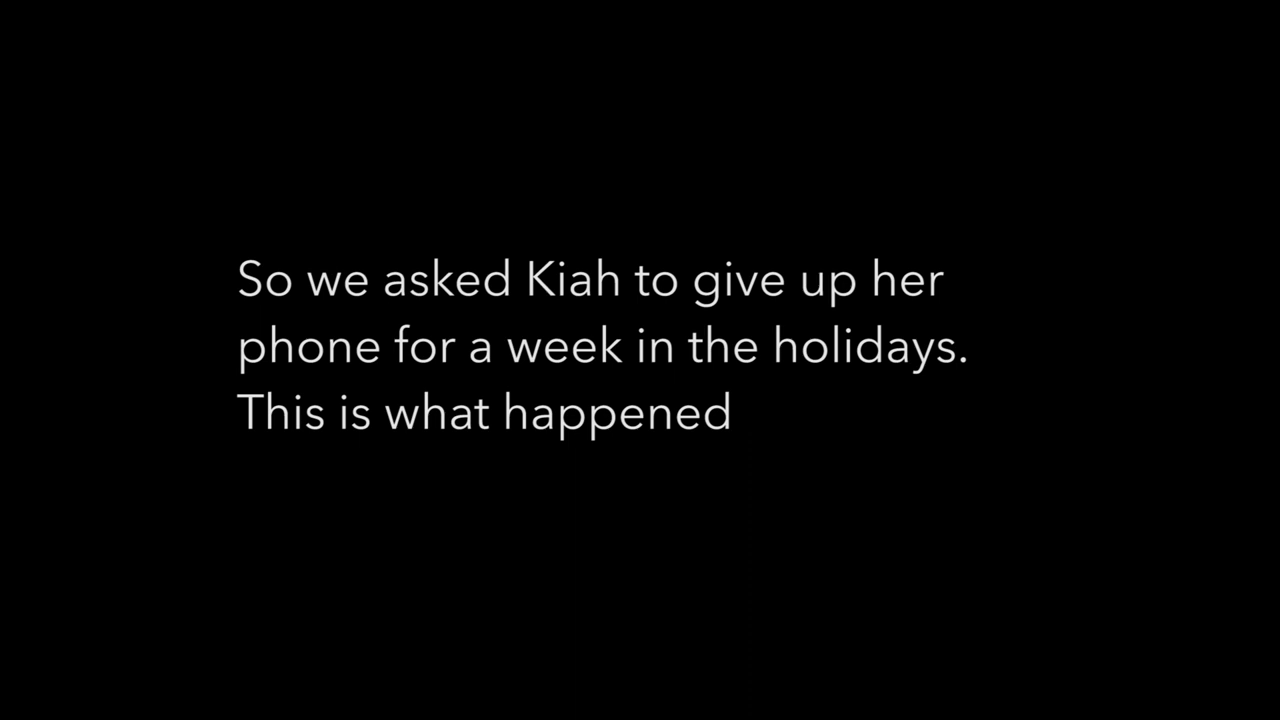 So we asked Kiah to give up her
phone for a week in the holidays.
This is what happened